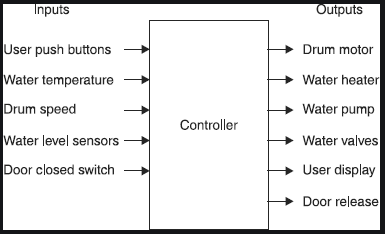 Inputs Outputs
User push buttons Drum motor
Water temperature Water heater
Drum speed Water pump
Controller
Water level sensors Water valves
Door closed switch User display
Door release